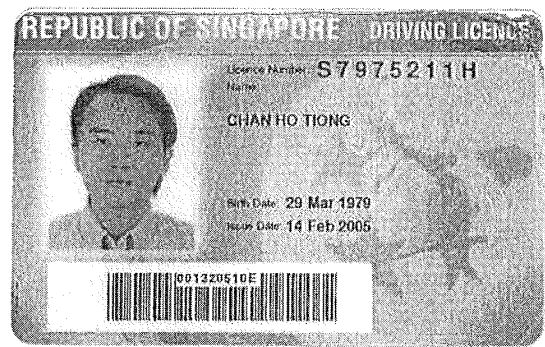 REPUBLIC OF SINGAPORE DRIVING LICENCE
Licence Number: S7975211H
Name:
CHAN HO TIONG
Birth Date: 29 Mar 1979
Issue Date: 14 Feb 2005
001320510E